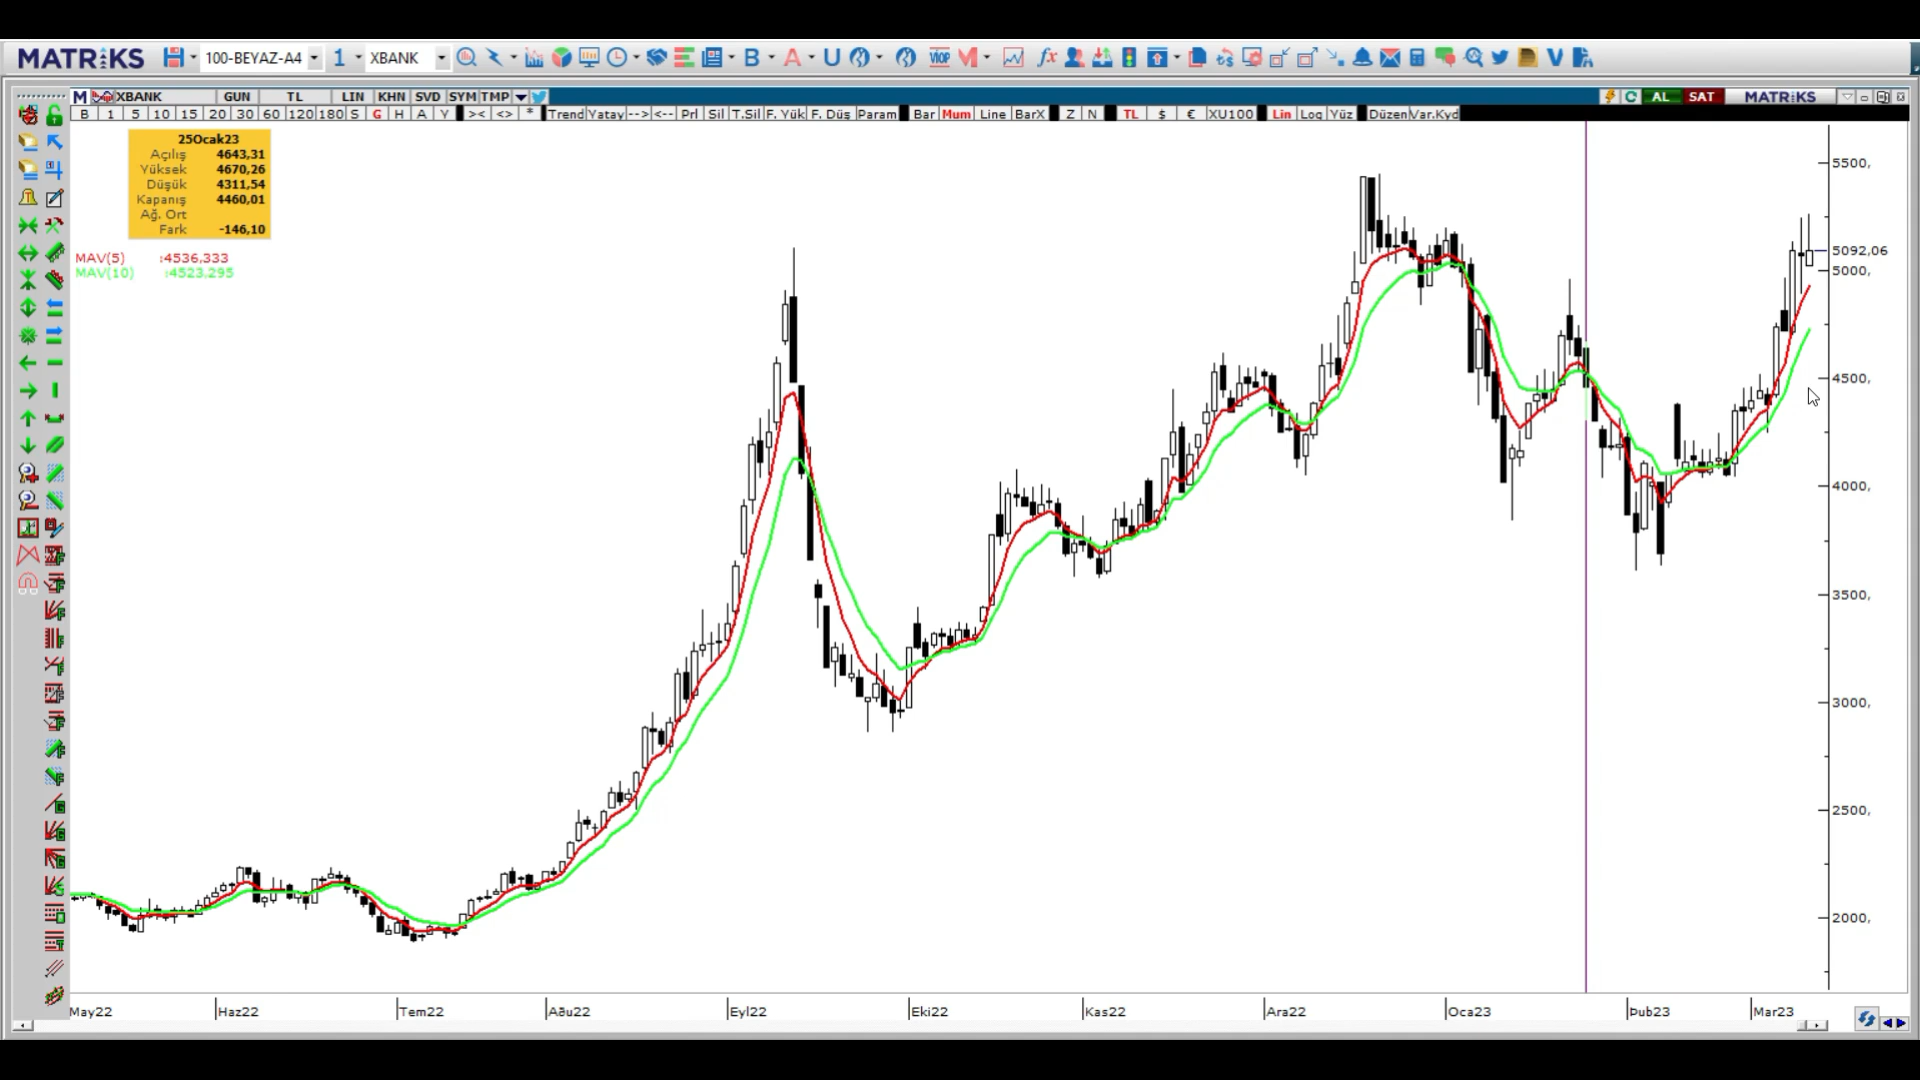 MATRiKS 100-BEYAZ-A4 1 XBANK B A U VIOP M fx V
M XBANK GUN TL LIN KHN SVD SYM TMP C AL SAT MATRiKS
B 1 5 10 15 20 30 60 120 180 S G H A Y >< <> * Trend Yatay --> <-- Prl Sil T.Sil F. Yük F. Düş Param Bar Mum Line BarX Z N TL $ € XU100 Lin Log Yüz Düzen Var.Kyd
25Ocak23
Açılış 4643,31
Yüksek 4670,26
Düşük 4311,54
Kapanış 4460,01
Ağ. Ort
Fark -146,10
MAV(5) :4536,333
MAV(10) :4523,295
5500,
5092,06
5000,
4500,
4000,
3500,
3000,
2500,
2000,
May22 Haz22 Tem22 Aðu22 Eyl22 Eki22 Kas22 Ara22 Oca23 Þub23 Mar23